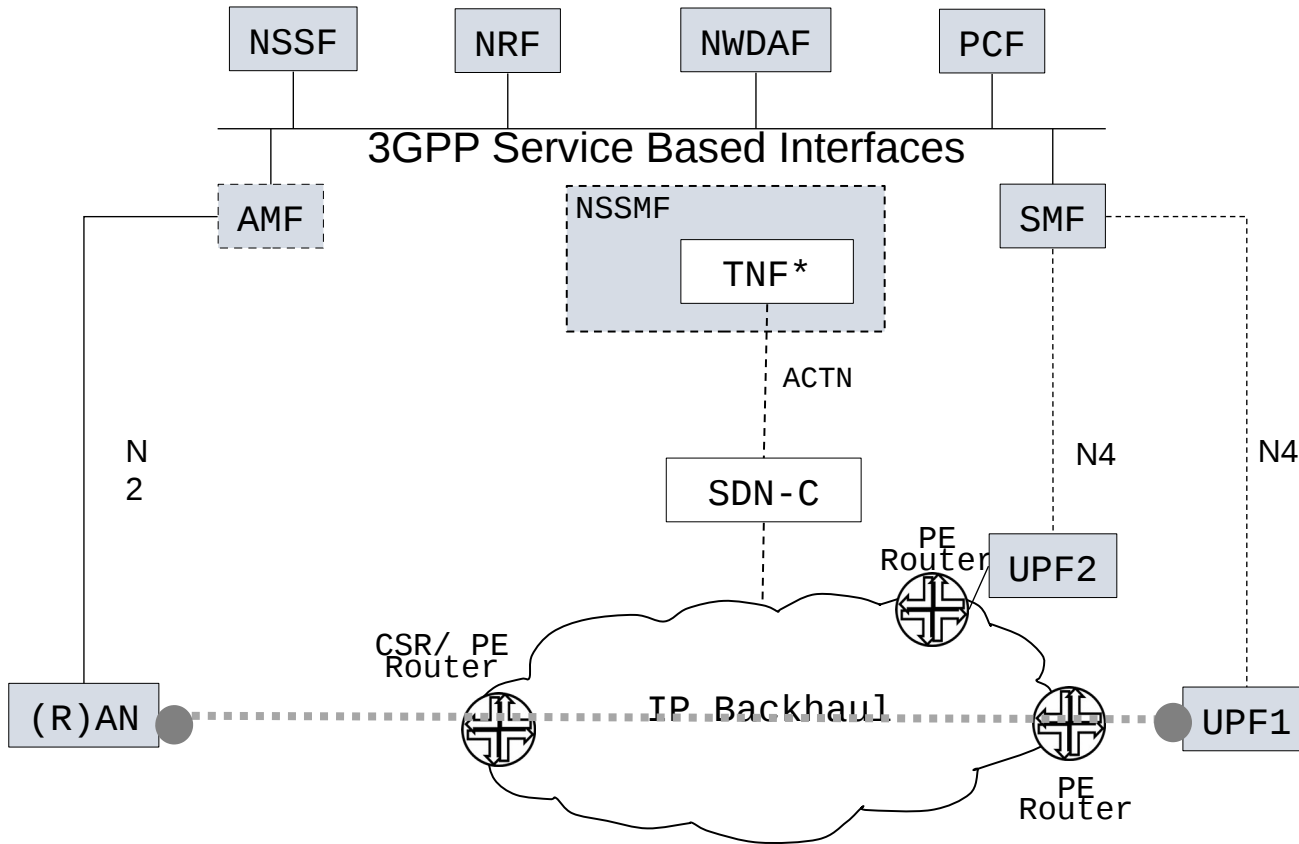 NSSF
NRF
NWDAF
PCF
3GPP Service Based Interfaces
AMF
NSSMF
SMF
TNF*
ACTN
N
2
N4
N4
SDN-C
PE
Router
UPF2
CSR/ PE
Router
(R)AN
IP Backhaul
UPF1
PE
Router